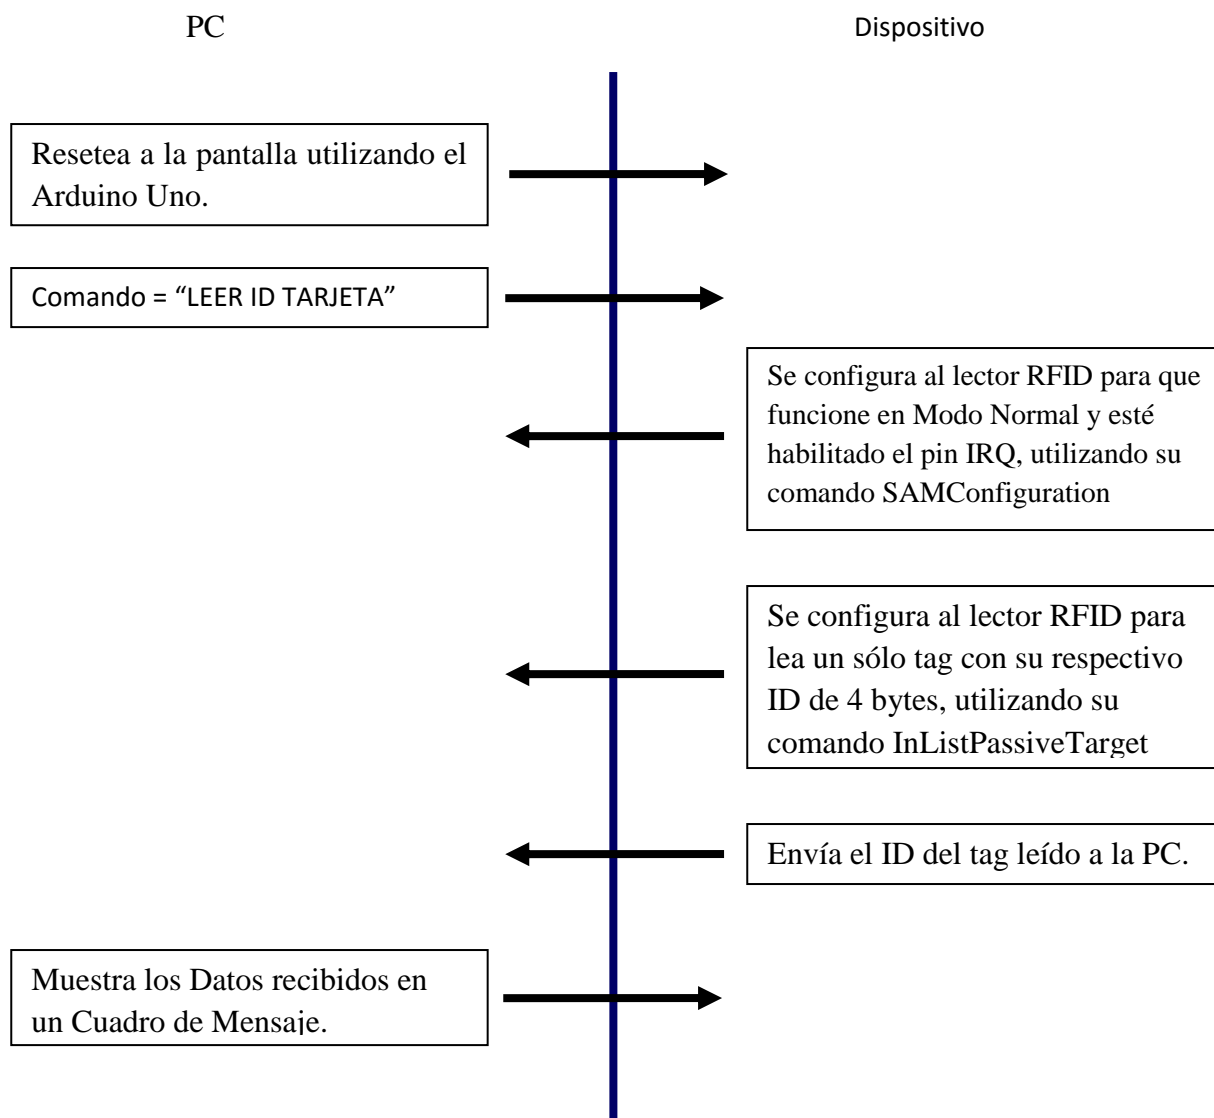 PC
Dispositivo
Resetea a la pantalla utilizando el
Arduino Uno.
Comando = “LEER ID TARJETA”
Se configura al lector RFID para que
funcione en Modo Normal y esté
habilitado el pin IRQ, utilizando su
comando SAMConfiguration
Se configura al lector RFID para
lea un sólo tag con su respectivo
ID de 4 bytes, utilizando su
comando InListPassiveTarget
Envía el ID del tag leído a la PC.
Muestra los Datos recibidos en
un Cuadro de Mensaje.